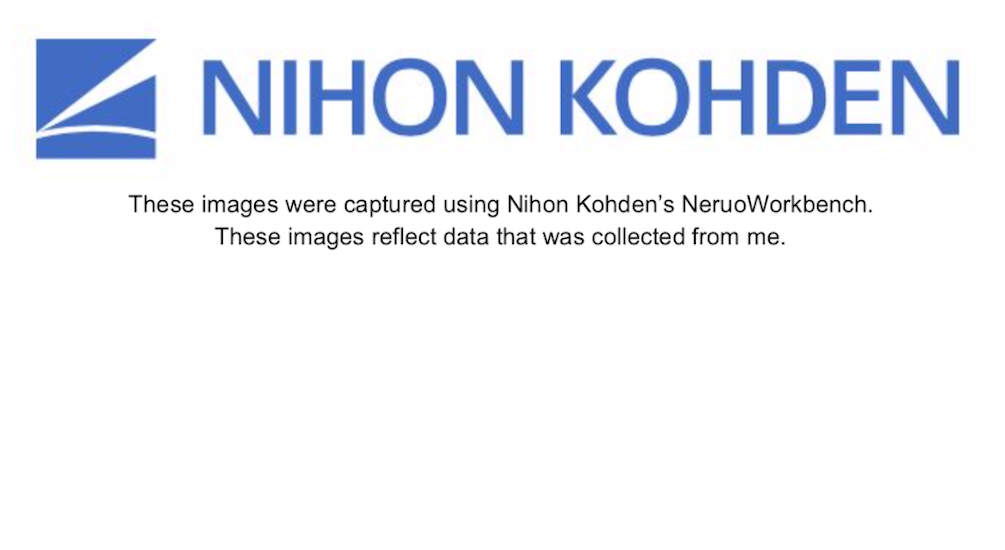 NIHON KOHDEN
These images were captured using Nihon Kohden’s NeruoWorkbench.
These images reflect data that was collected from me.